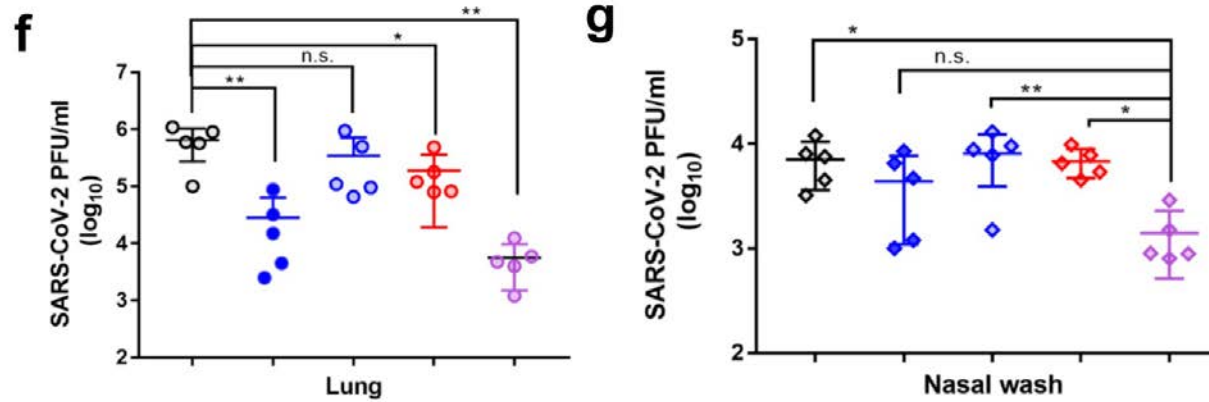 f
**
*
n.s.
**
7
6
5
4
3
2
SARS-CoV-2 PFU/ml
(log10)
Lung
g
*
n.s.
**
*
5
4
3
2
SARS-CoV-2 PFU/ml
(log10)
Nasal wash